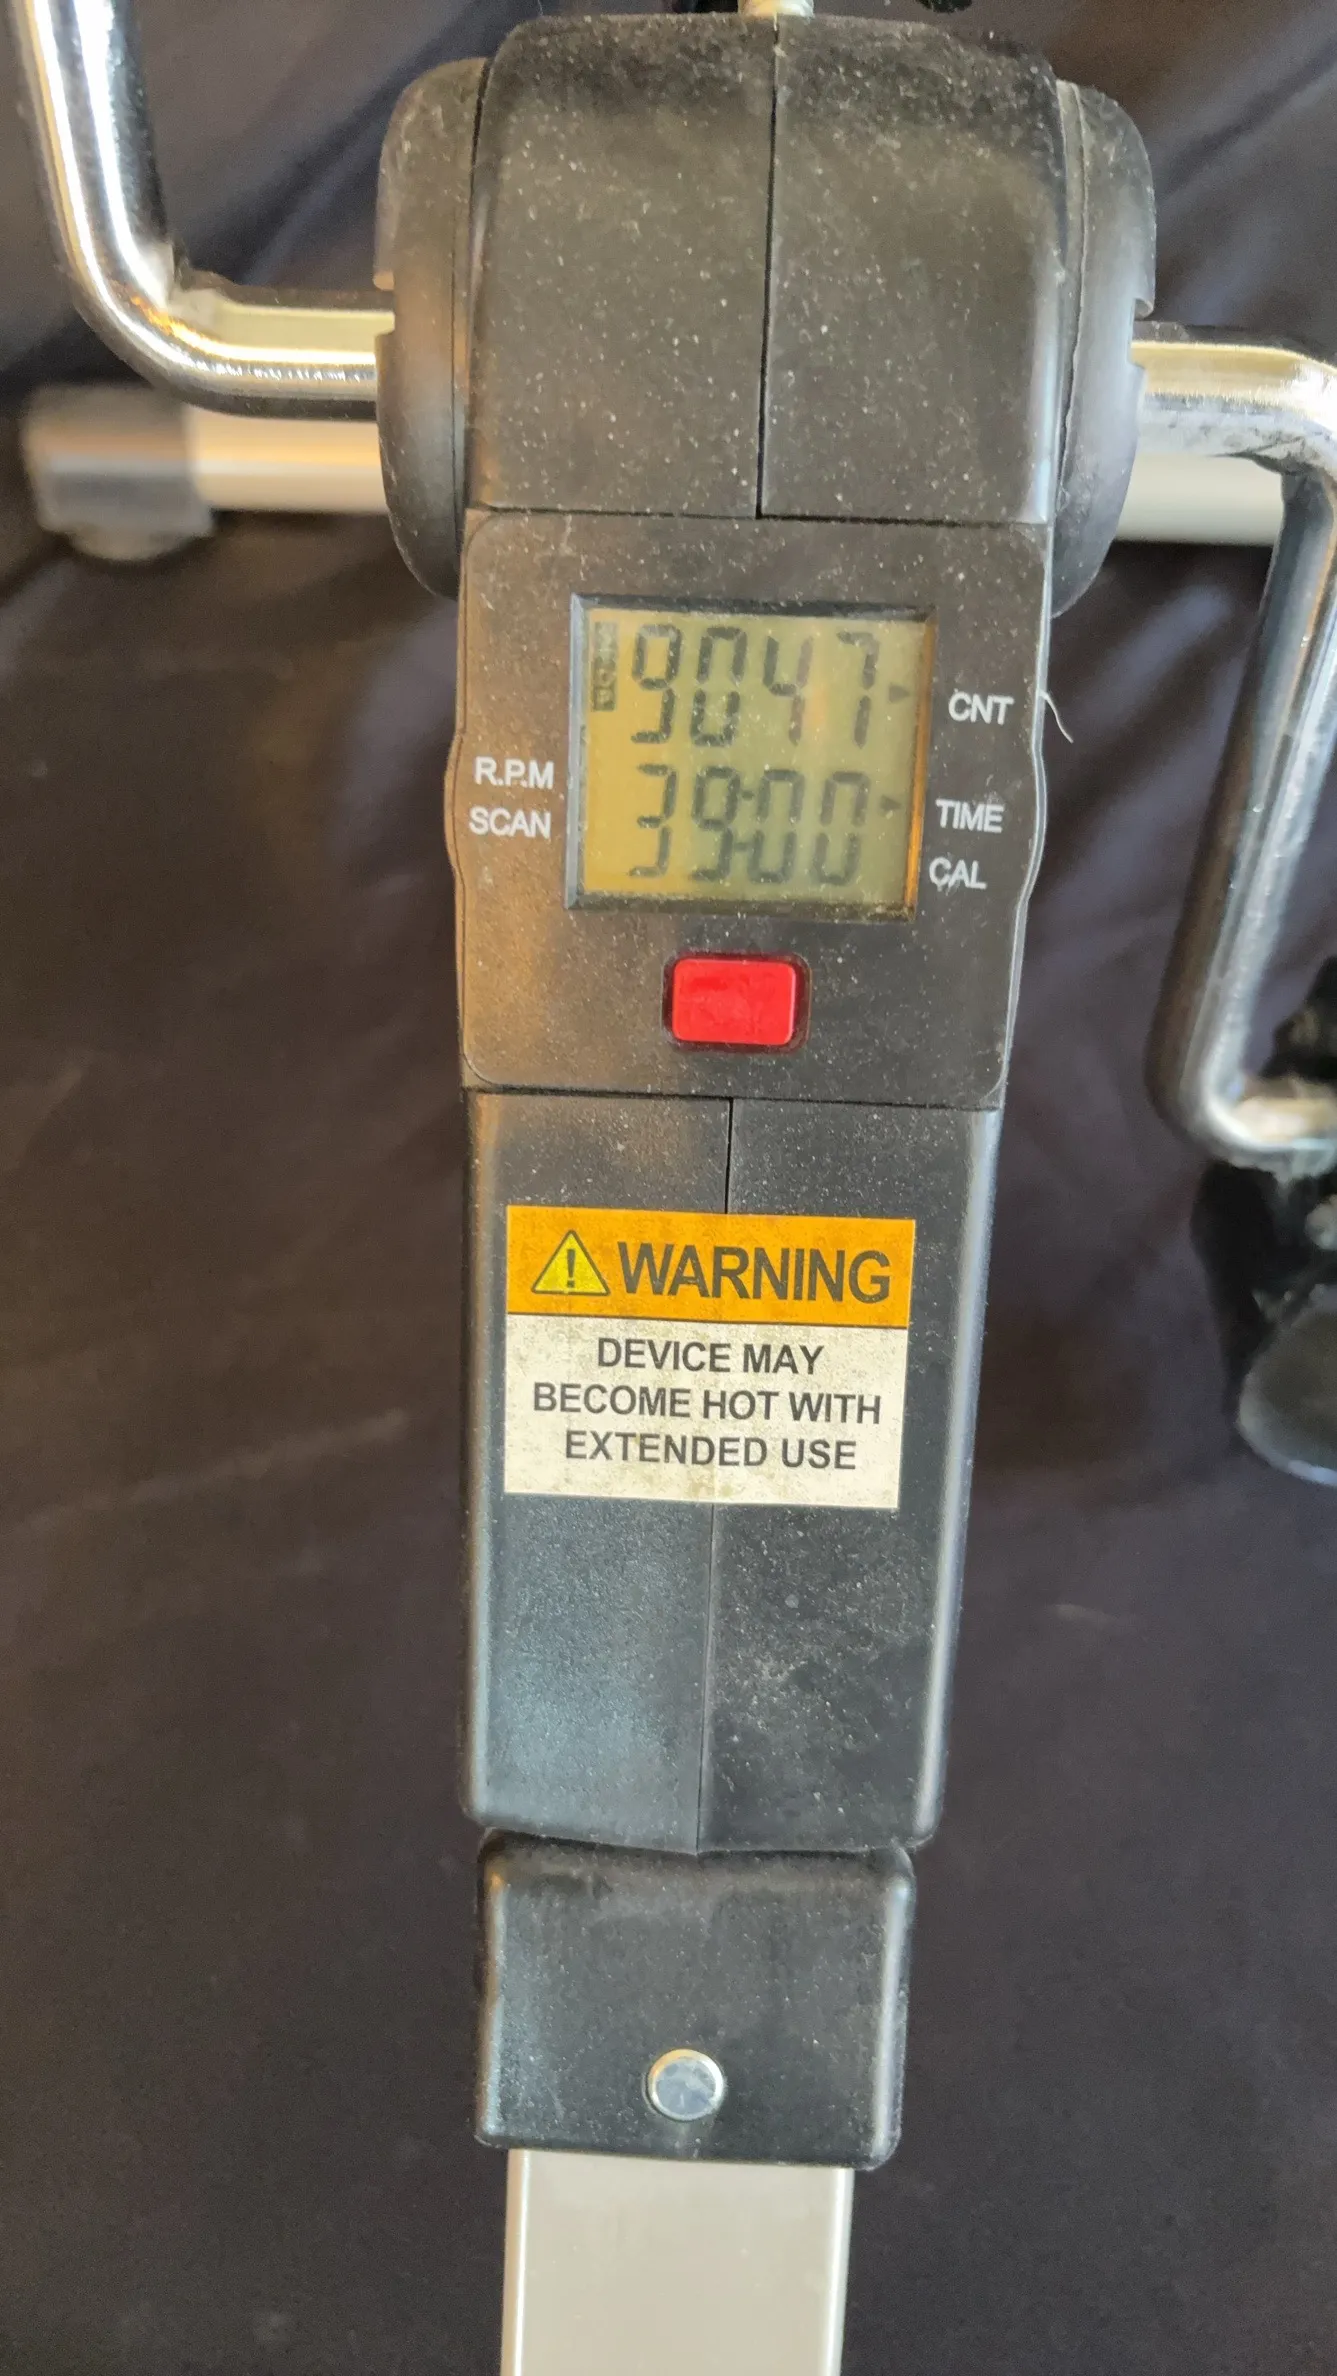 9047
CNT
R.P.M
SCAN
39:00
TIME
CAL
WARNING
DEVICE MAY
BECOME HOT WITH
EXTENDED USE